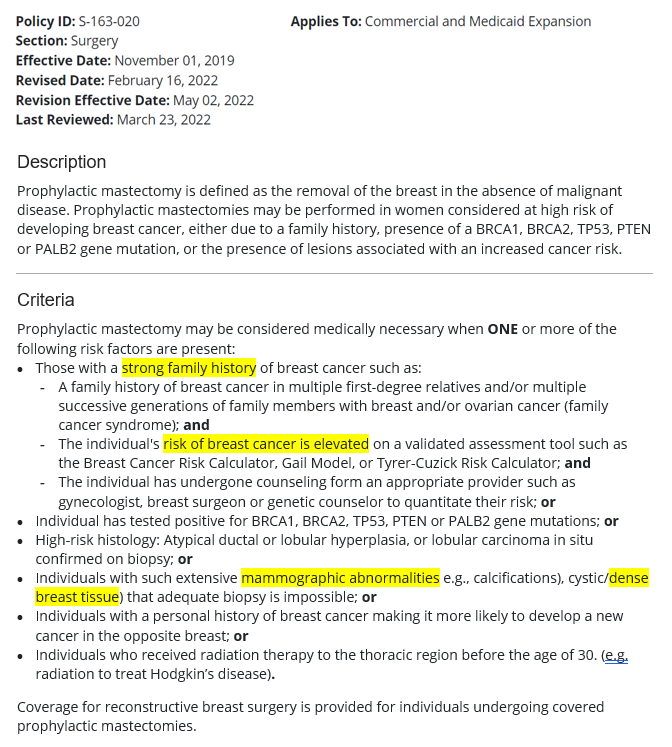 Policy ID: S-163-020 Applies To: Commercial and Medicaid Expansion
Section: Surgery
Effective Date: November 01, 2019
Revised Date: February 16, 2022
Revision Effective Date: May 02, 2022
Last Reviewed: March 23, 2022
Description
Prophylactic mastectomy is defined as the removal of the breast in the absence of malignant
disease. Prophylactic mastectomies may be performed in women considered at high risk of
developing breast cancer, either due to a family history, presence of a BRCA1, BRCA2, TP53, PTEN
or PALB2 gene mutation, or the presence of lesions associated with an increased cancer risk.
Criteria
Prophylactic mastectomy may be considered medically necessary when ONE or more of the
following risk factors are present:
• Those with a strong family history of breast cancer such as:
- A family history of breast cancer in multiple first-degree relatives and/or multiple
successive generations of family members with breast and/or ovarian cancer (family
cancer syndrome); and
- The individual's risk of breast cancer is elevated on a validated assessment tool such as
the Breast Cancer Risk Calculator, Gail Model, or Tyrer-Cuzick Risk Calculator; and
- The individual has undergone counseling form an appropriate provider such as
gynecologist, breast surgeon or genetic counselor to quantitate their risk; or
• Individual has tested positive for BRCA1, BRCA2, TP53, PTEN or PALB2 gene mutations; or
• High-risk histology: Atypical ductal or lobular hyperplasia, or lobular carcinoma in situ
confirmed on biopsy; or
• Individuals with such extensive mammographic abnormalities e.g., calcifications), cystic/dense
breast tissue) that adequate biopsy is impossible; or
• Individuals with a personal history of breast cancer making it more likely to develop a new
cancer in the opposite breast; or
• Individuals who received radiation therapy to the thoracic region before the age of 30. (e.g.
radiation to treat Hodgkin's disease).
Coverage for reconstructive breast surgery is provided for individuals undergoing covered
prophylactic mastectomies.